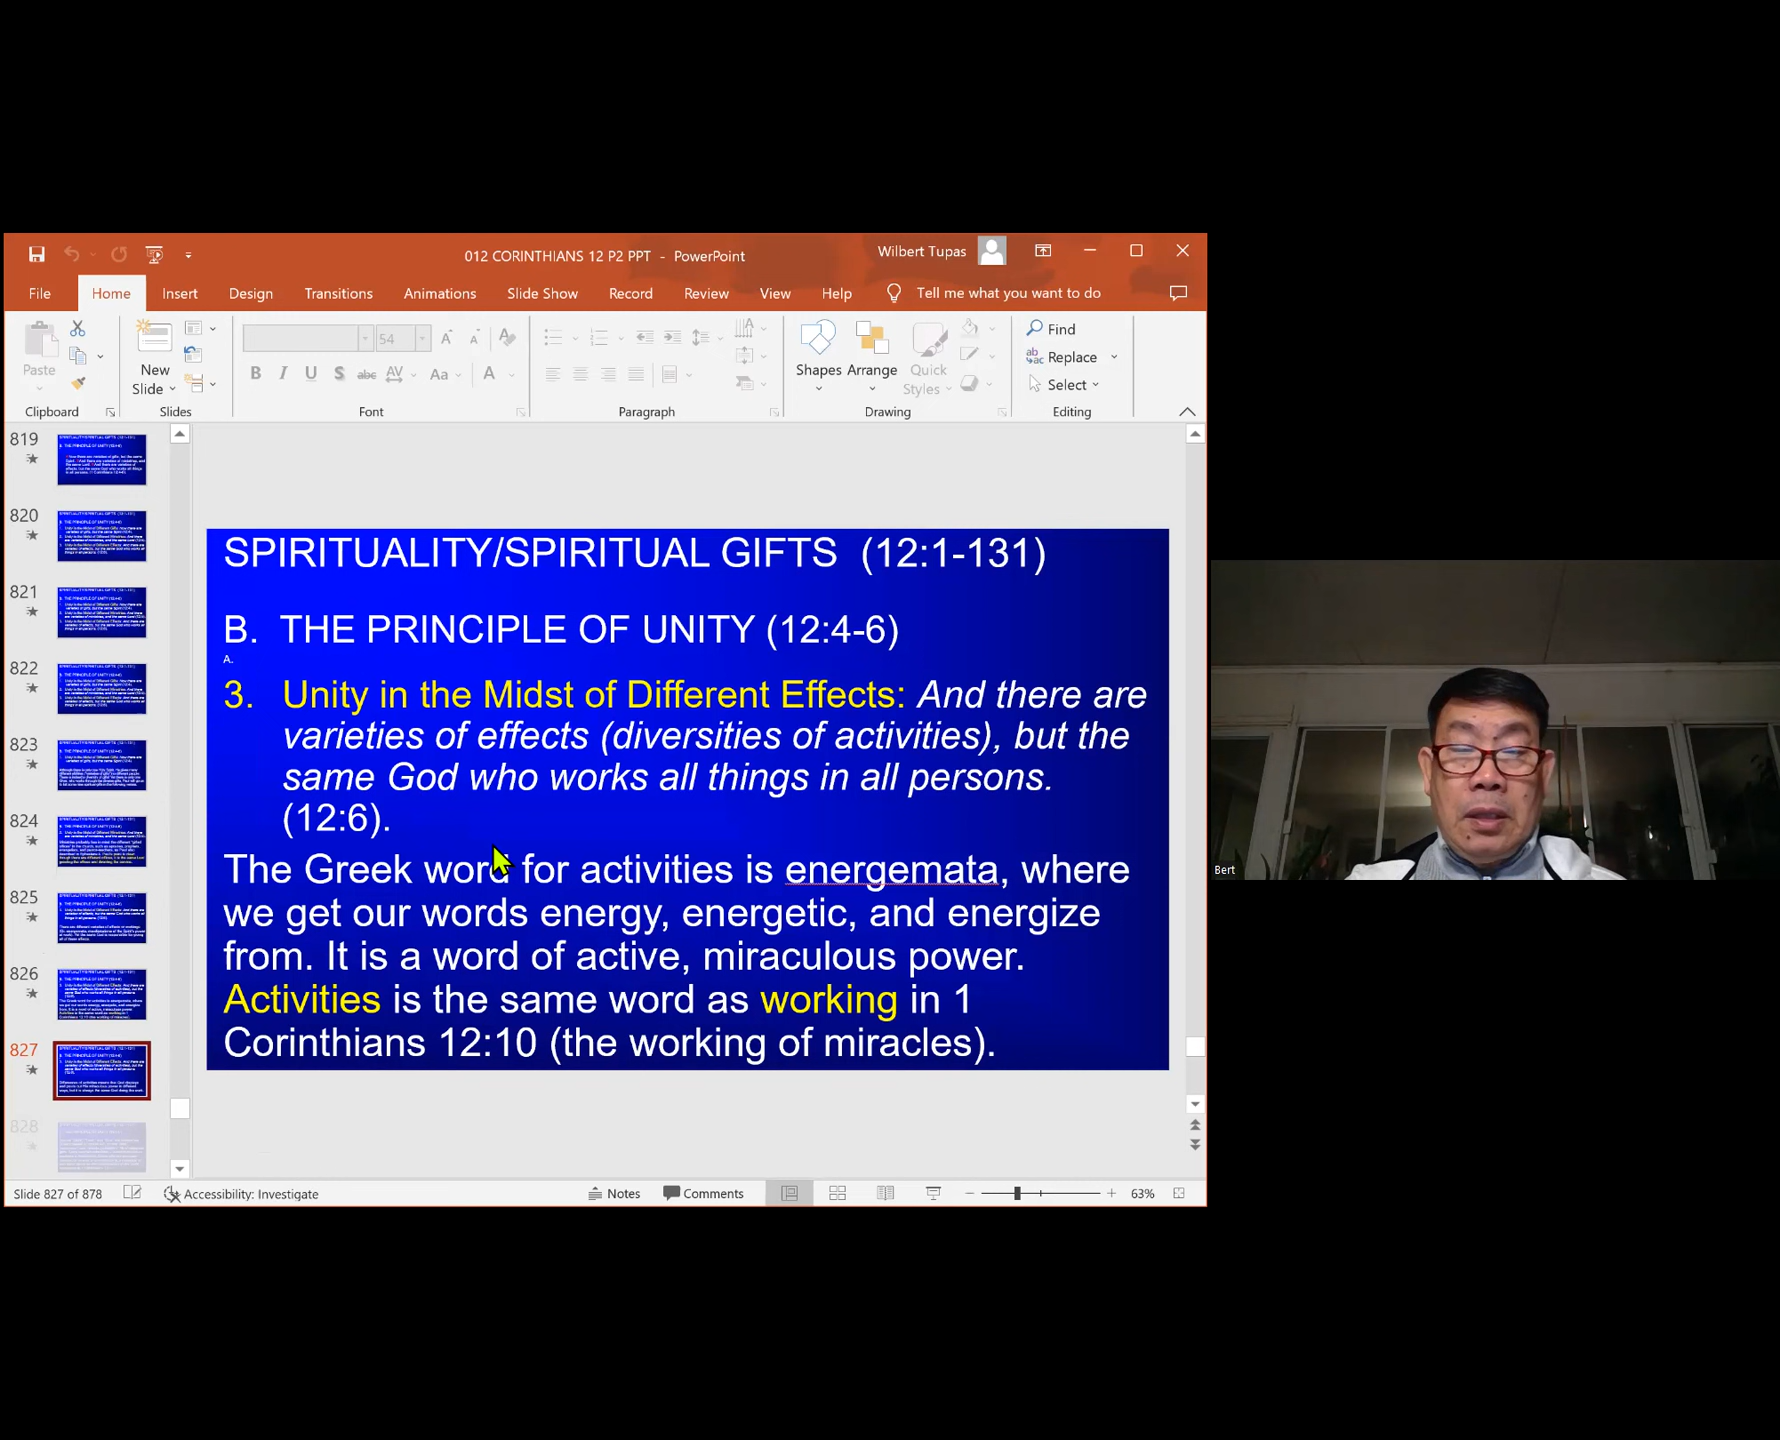 012 CORINTHIANS 12 P2 PPT - PowerPoint
Wilbert Tupas
File Home Insert Design Transitions Animations Slide Show Record Review View Help Tell me what you want to do
Paste
New
Slide
54
B I U S abc AV Aa A
Shapes Arrange Quick
Styles
Find
Replace
Select
Clipboard Slides Font Paragraph Drawing Editing
819
820
821
822
823
824
825
826
827
828
SPIRITUALITY/SPIRITUAL GIFTS (12:1-131)
B. THE PRINCIPLE OF UNITY (12:4-6)
A.
3. Unity in the Midst of Different Effects: And there are
varieties of effects (diversities of activities), but the
same God who works all things in all persons.
(12:6).
The Greek word for activities is energemata, where
we get our words energy, energetic, and energize
from. It is a word of active, miraculous power.
Activities is the same word as working in 1
Corinthians 12:10 (the working of miracles).
Bert
Slide 827 of 878 Accessibility: Investigate Notes Comments 63%